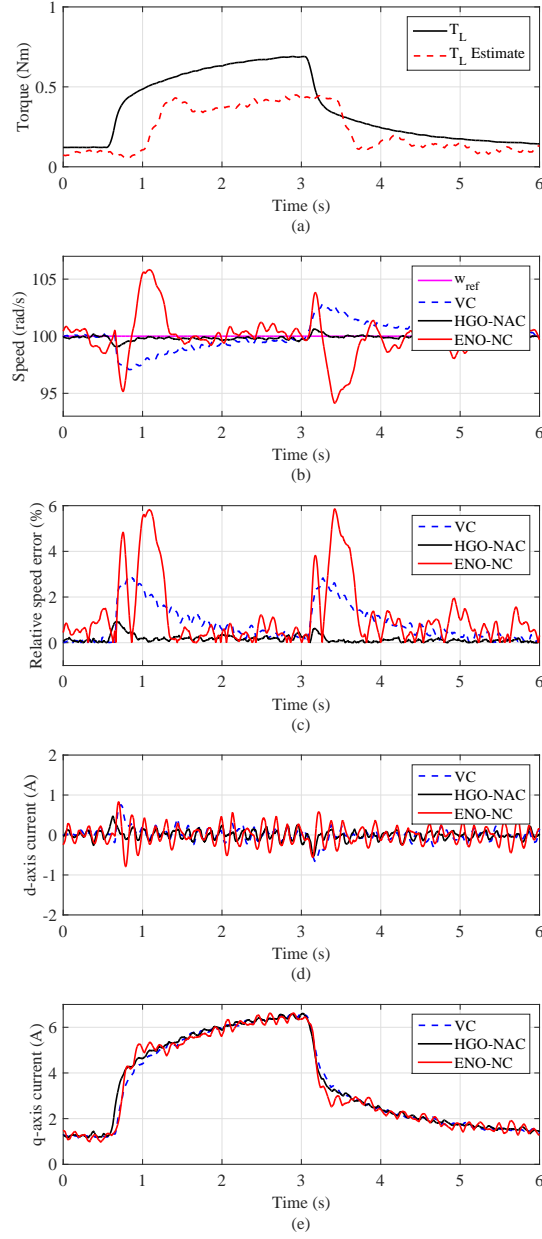 1
0.5
0
Torque (Nm)
T_L
T_L Estimate
0 1 2 3 4 5 6
Time (s)
(a)
105
100
95
Speed (rad/s)
w_ref
VC
HGO-NAC
ENO-NC
0 1 2 3 4 5 6
Time (s)
(b)
6
4
2
0
Relative speed error (%)
VC
HGO-NAC
ENO-NC
0 1 2 3 4 5 6
Time (s)
(c)
2
1
0
-1
-2
d-axis current (A)
VC
HGO-NAC
ENO-NC
0 1 2 3 4 5 6
Time (s)
(d)
6
4
2
0
q-axis current (A)
VC
HGO-NAC
ENO-NC
0 1 2 3 4 5 6
Time (s)
(e)